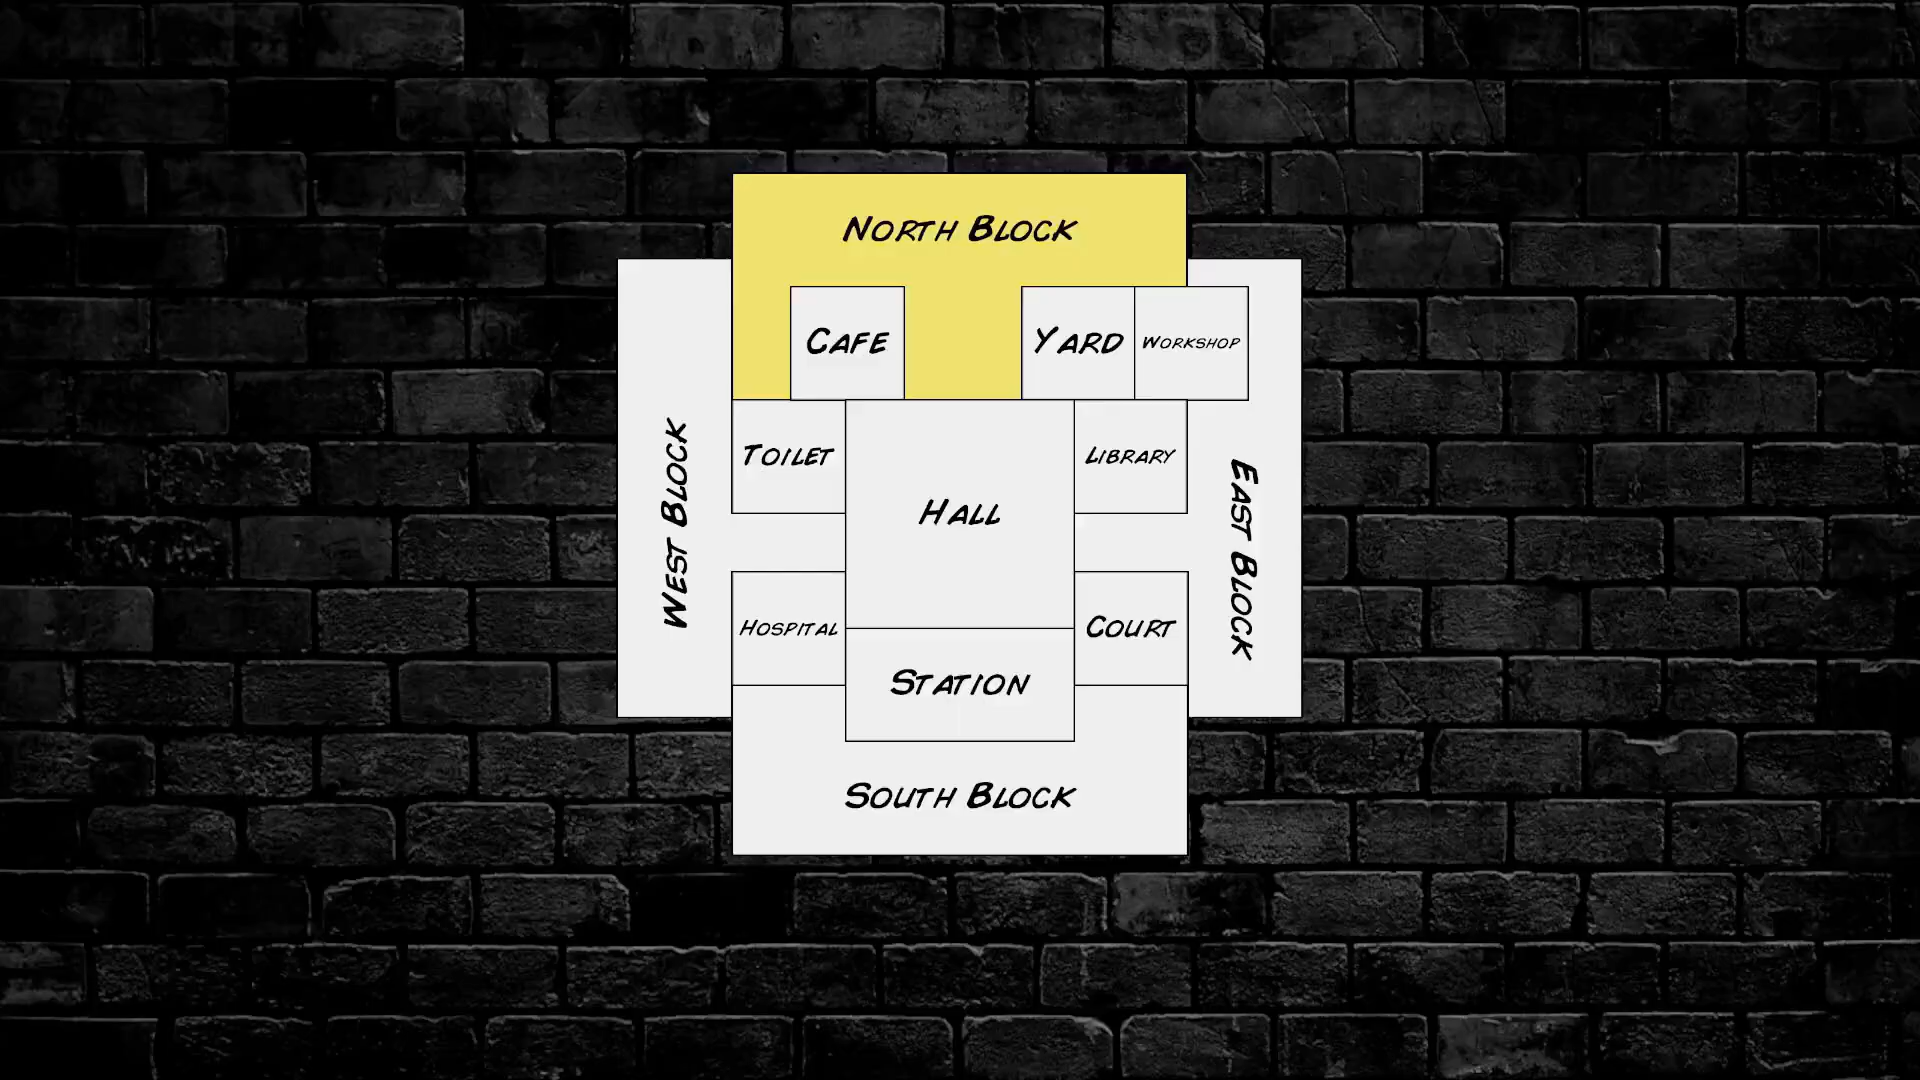 North Block
Cafe
Yard
Workshop
Toilet
Library
West Block
Hall
East Block
Hospital
Court
Station
South Block